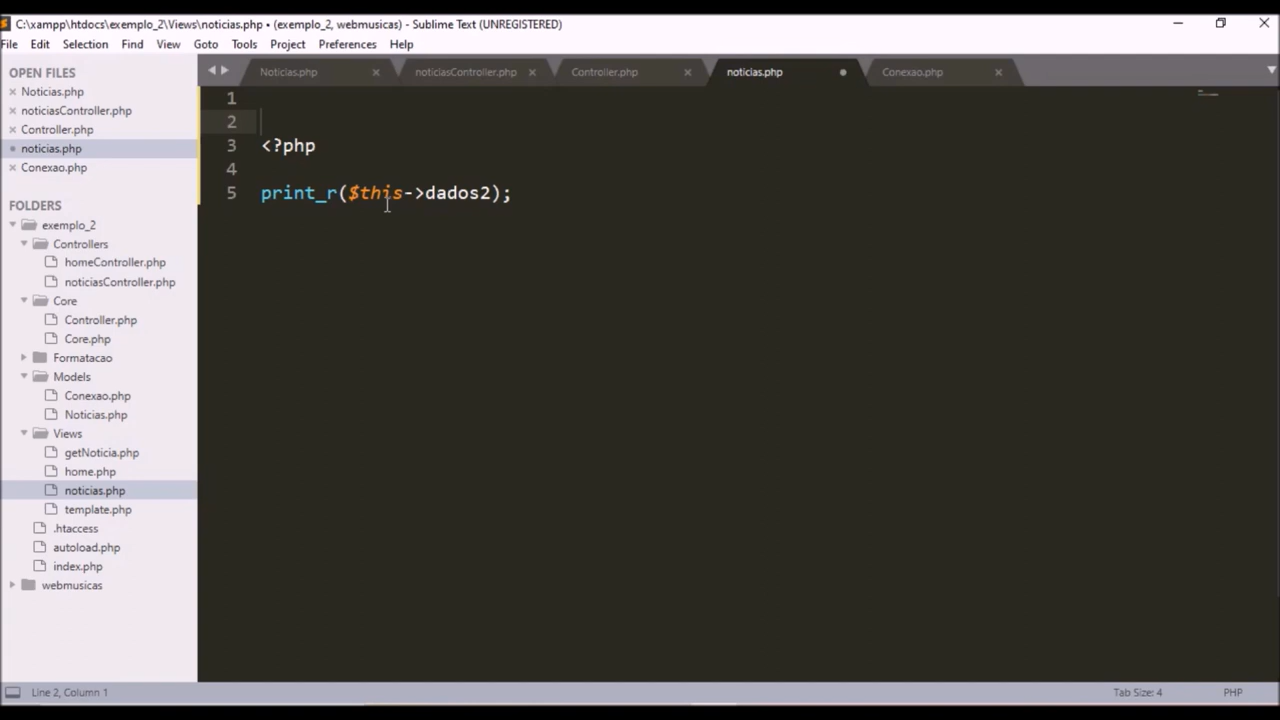 C:\xampp\htdocs\exemplo_2\Views\noticias.php • (exemplo_2, webmusicas) - Sublime Text (UNREGISTERED)
File Edit Selection Find View Goto Tools Project Preferences Help
OPEN FILES
Noticias.php
noticiasController.php
Controller.php
noticias.php
Conexao.php
FOLDERS
exemplo_2
Controllers
homeController.php
noticiasController.php
Core
Controller.php
Core.php
Formatacao
Models
Conexao.php
Noticias.php
Views
getNoticia.php
home.php
noticias.php
template.php
.htaccess
autoload.php
index.php
webmusicas
Noticias.php noticiasController.php Controller.php noticias.php Conexao.php
1
2
3 <?php
4
5 print_r($this->dados2);
Line 2, Column 1 Tab Size: 4 PHP